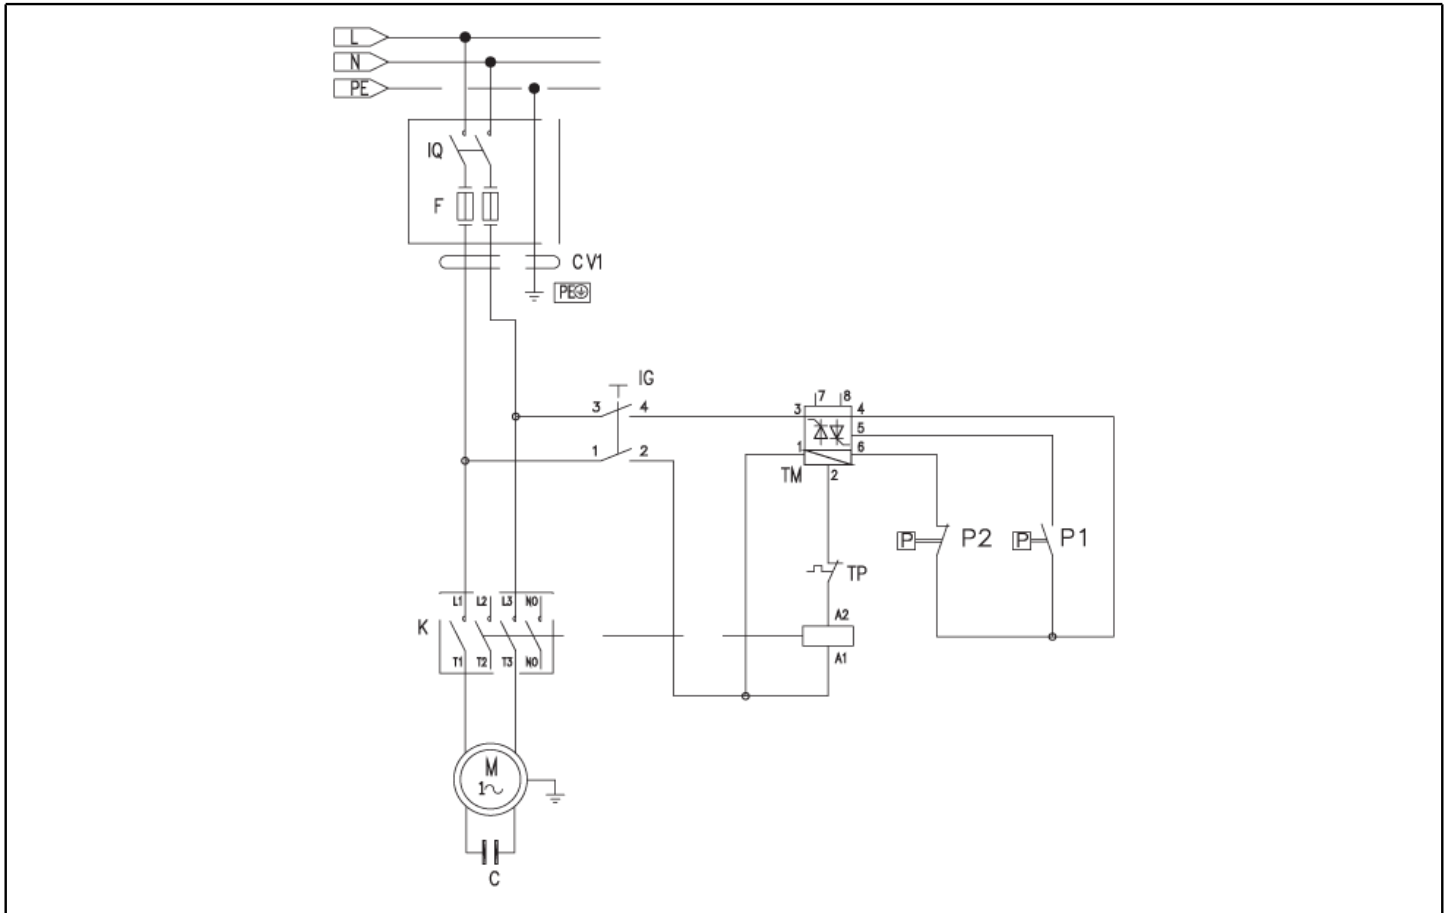 L
N
PE
IQ
F
CV1
PE
IG
3 4
1 2
7 8
3 4
5
1 6
TM 2
P P2 P P1
TP
A2
A1
L1 L2 L3 NO
K
T1 T2 T3 NO
M
1~
C